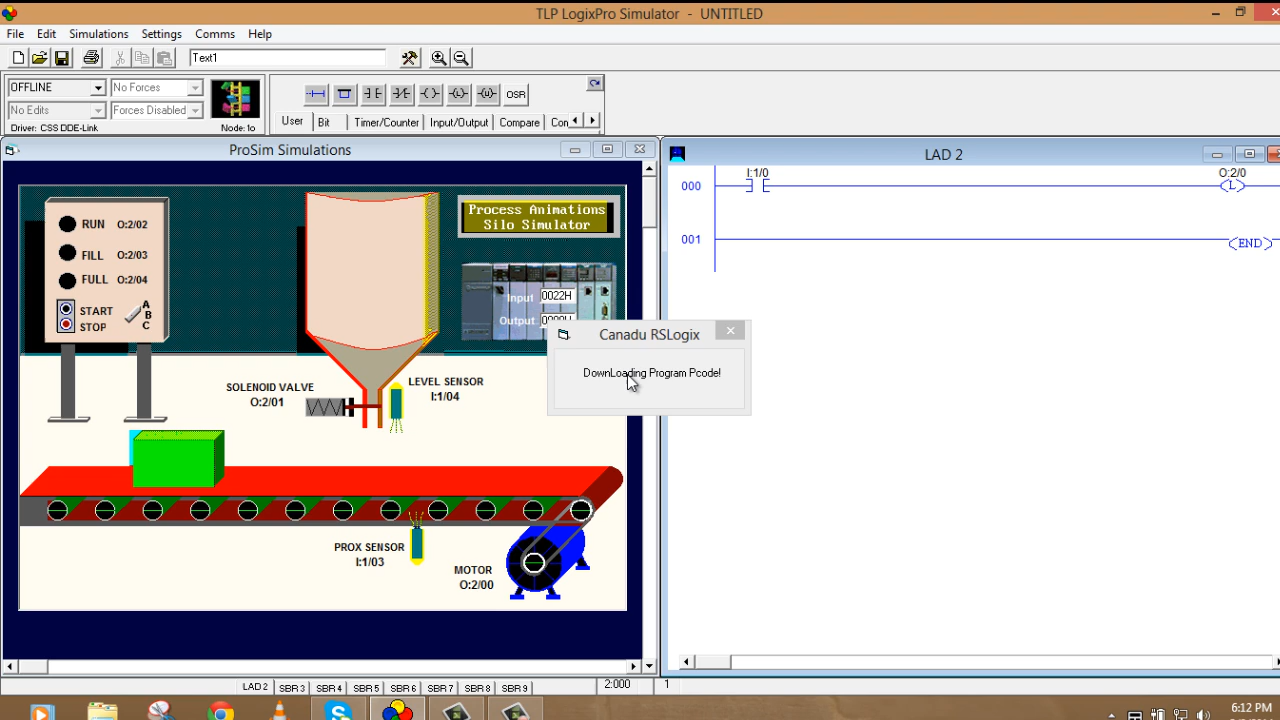 TLP LogixPro Simulator - UNTITLED
File Edit Simulations Settings Comms Help
Text1
OFFLINE
No Forces
No Edits
Forces Disabled
Driver: CSS DDE-Link
Node: 1o
OSR
User Bit Timer/Counter Input/Output Compare Con
ProSim Simulations
RUN O:2/02
FILL O:2/03
FULL O:2/04
START
STOP
A
B
C
Process Animations
Silo Simulator
Input 0022H
Output
SOLENOID VALVE
O:2/01
LEVEL SENSOR
I:1/04
PROX SENSOR
I:1/03
MOTOR
O:2/00
Canadu RSLogix
DownLoading Program Pcode!
LAD 2
I:1/0
O:2/0
000
(L)
001
(END)
LAD 2 SBR 3 SBR 4 SBR 5 SBR 6 SBR 7 SBR 8 SBR 9
2:000
1
6:12 PM